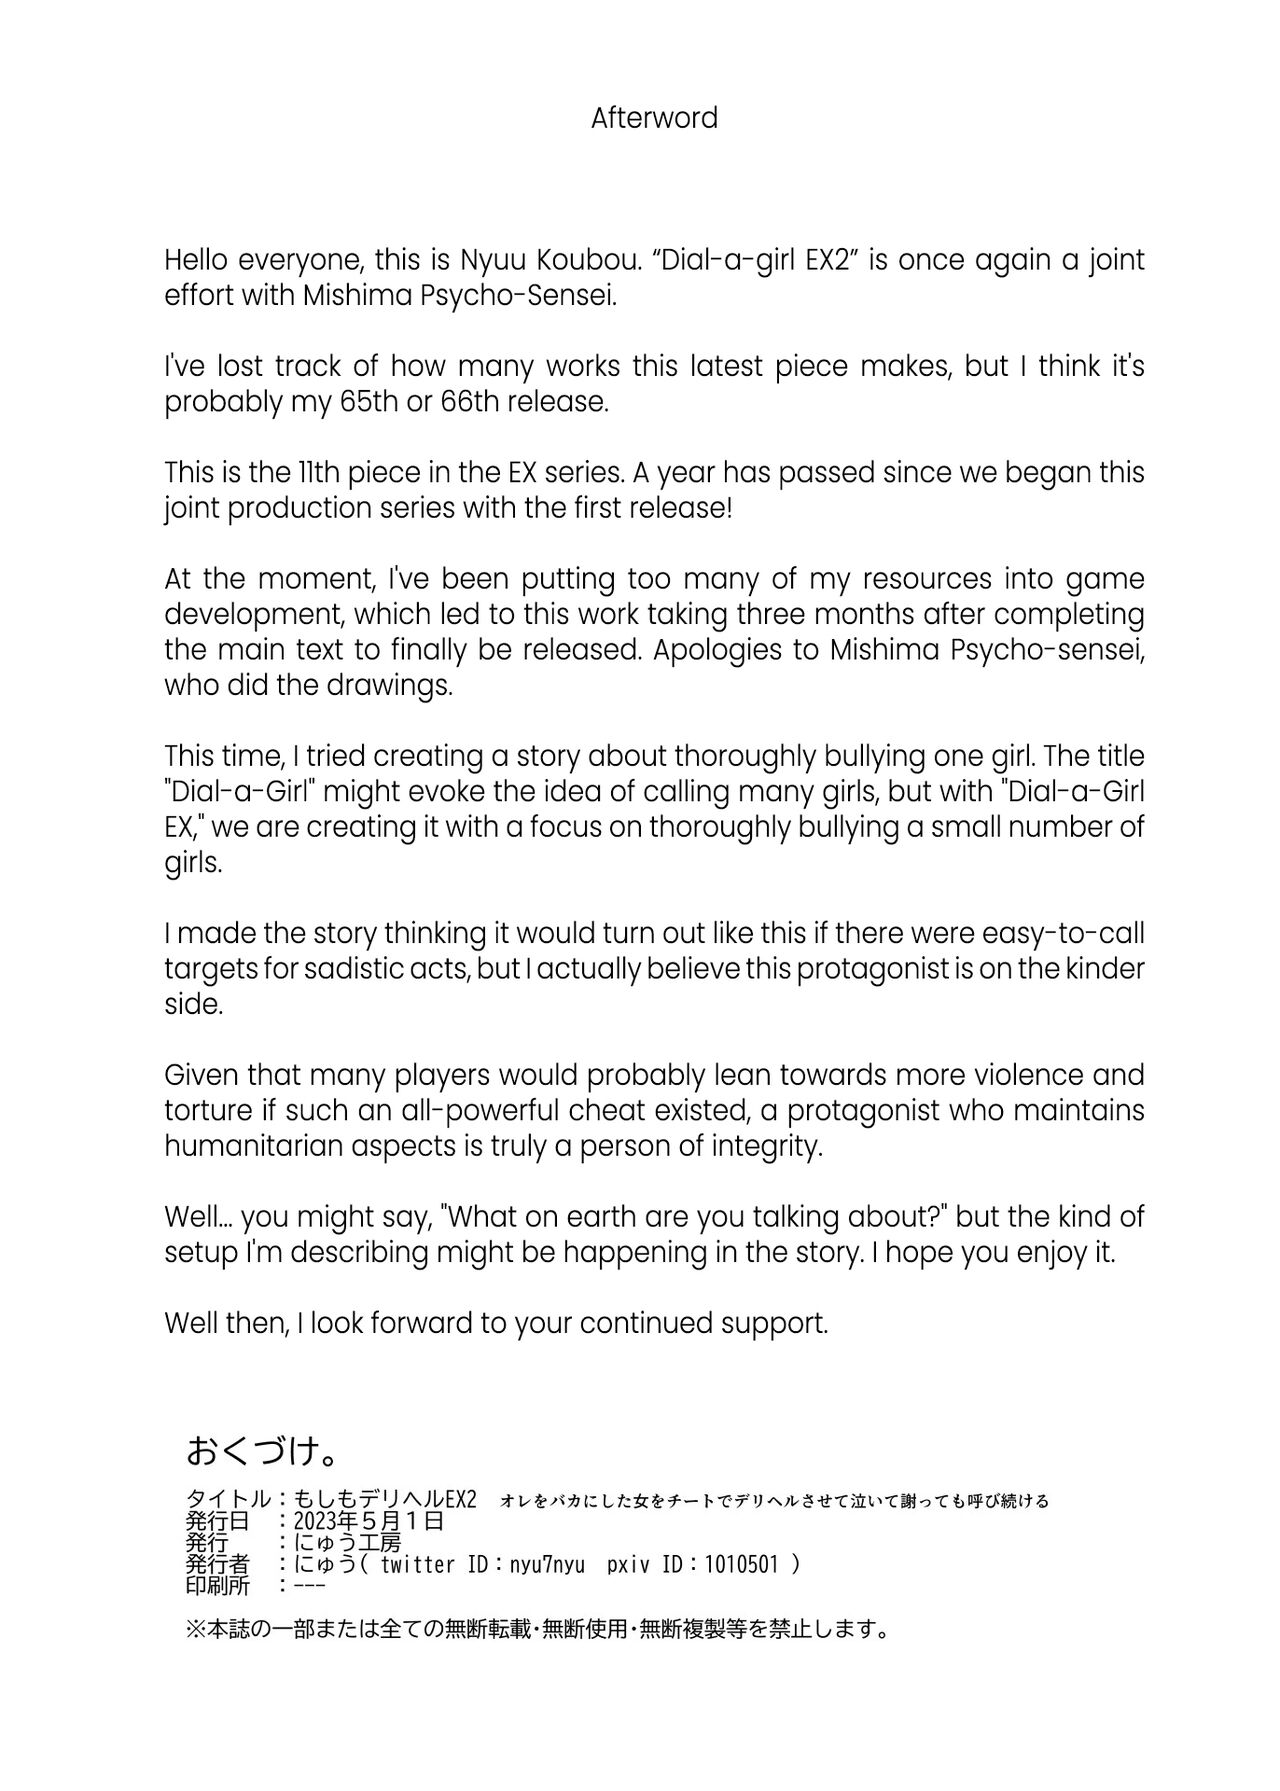 Afterword
Hello everyone, this is Nyuu Koubou. “Dial-a-girl EX2” is once again a joint
effort with Mishima Psycho-Sensei.
I've lost track of how many works this latest piece makes, but I think it's
probably my 65th or 66th release.
This is the 11th piece in the EX series. A year has passed since we began this
joint production series with the first release!
At the moment, I've been putting too many of my resources into game
development, which led to this work taking three months after completing
the main text to finally be released. Apologies to Mishima Psycho-sensei,
who did the drawings.
This time, I tried creating a story about thoroughly bullying one girl. The title
"Dial-a-Girl" might evoke the idea of calling many girls, but with "Dial-a-Girl
EX," we are creating it with a focus on thoroughly bullying a small number of
girls.
I made the story thinking it would turn out like this if there were easy-to-call
targets for sadistic acts, but I actually believe this protagonist is on the kinder
side.
Given that many players would probably lean towards more violence and
torture if such an all-powerful cheat existed, a protagonist who maintains
humanitarian aspects is truly a person of integrity.
Well... you might say, "What on earth are you talking about?" but the kind of
setup I'm describing might be happening in the story. I hope you enjoy it.
Well then, I look forward to your continued support.
おくづけ。
タイトル：もしもデリヘルEX2 オレをバカにした女をチートでデリヘルさせて泣いて謝っても呼び続ける
発行日 ：2023年５月１日
発行 ：にゅう工房
発行者 ：にゅう( twitter ID：nyu7nyu pxiv ID：1010501 )
印刷所 ：---
※本誌の一部または全ての無断転載・無断使用・無断複製等を禁止します。